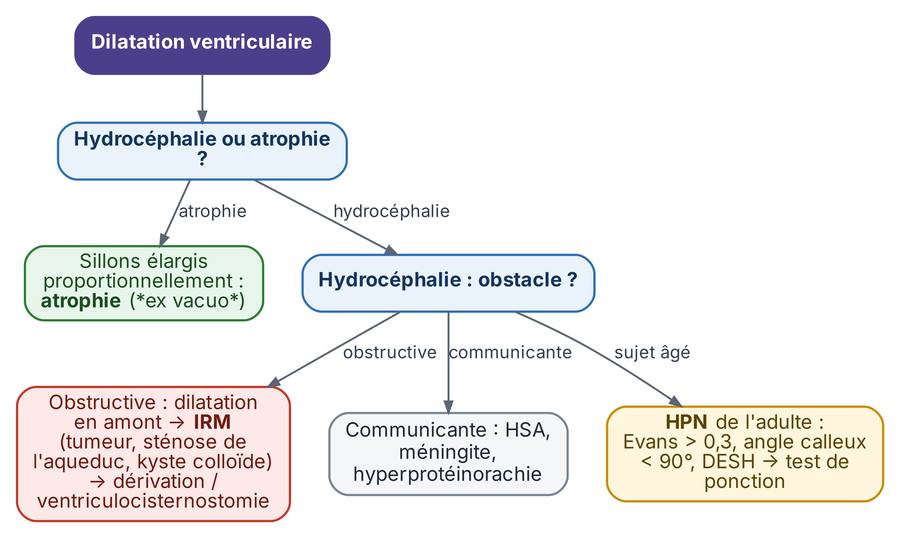 Dilatation ventriculaire
Hydrocéphalie ou atrophie
?
atrophie
hydrocéphalie
Sillons élargis
proportionnellement :
atrophie (*ex vacuo*)
Hydrocéphalie : obstacle ?
obstructive
communicante
sujet âgé
Obstructive : dilatation
en amont → IRM
(tumeur, sténose de
l'aqueduc, kyste colloïde)
→ dérivation /
ventriculocisternostomie
Communicante : HSA,
méningite,
hyperprotéinorachie
HPN de l'adulte :
Evans > 0,3, angle calleux
< 90°, DESH → test de
ponction